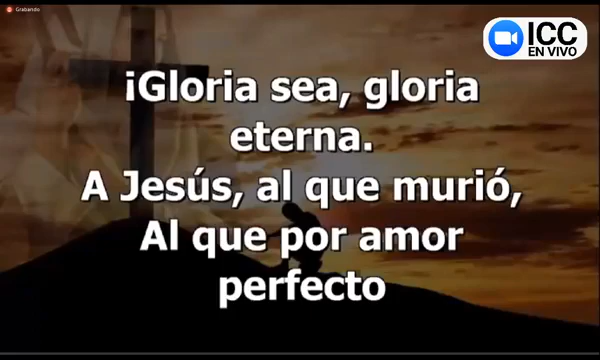 Grabando
ICC
EN VIVO
¡Gloria sea, gloria
eterna.
A Jesús, al que murió,
Al que por amor
perfecto